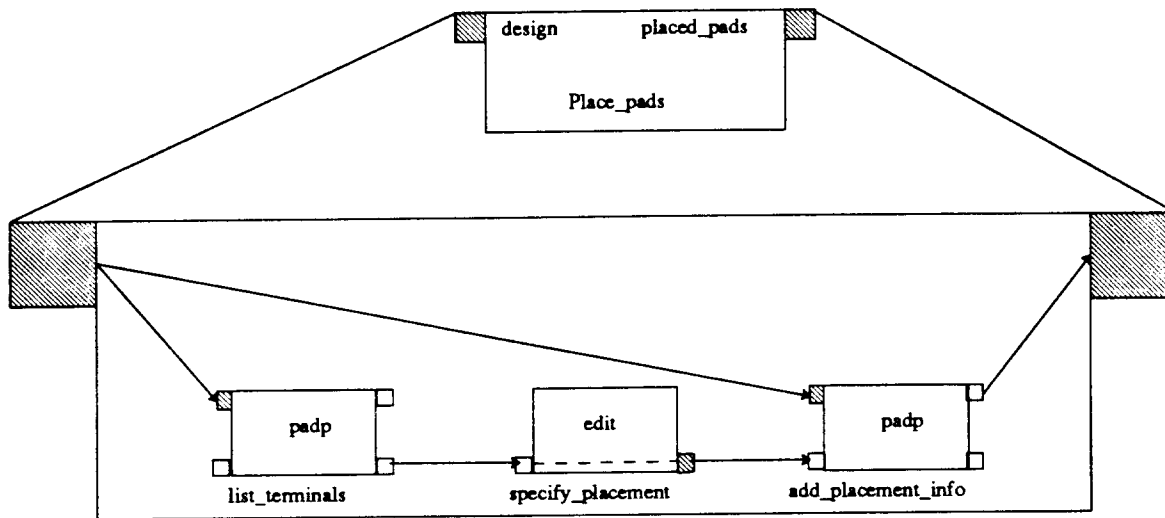 design placed_pads
Place_pads
padp edit padp
list_terminals specify_placement add_placement_info